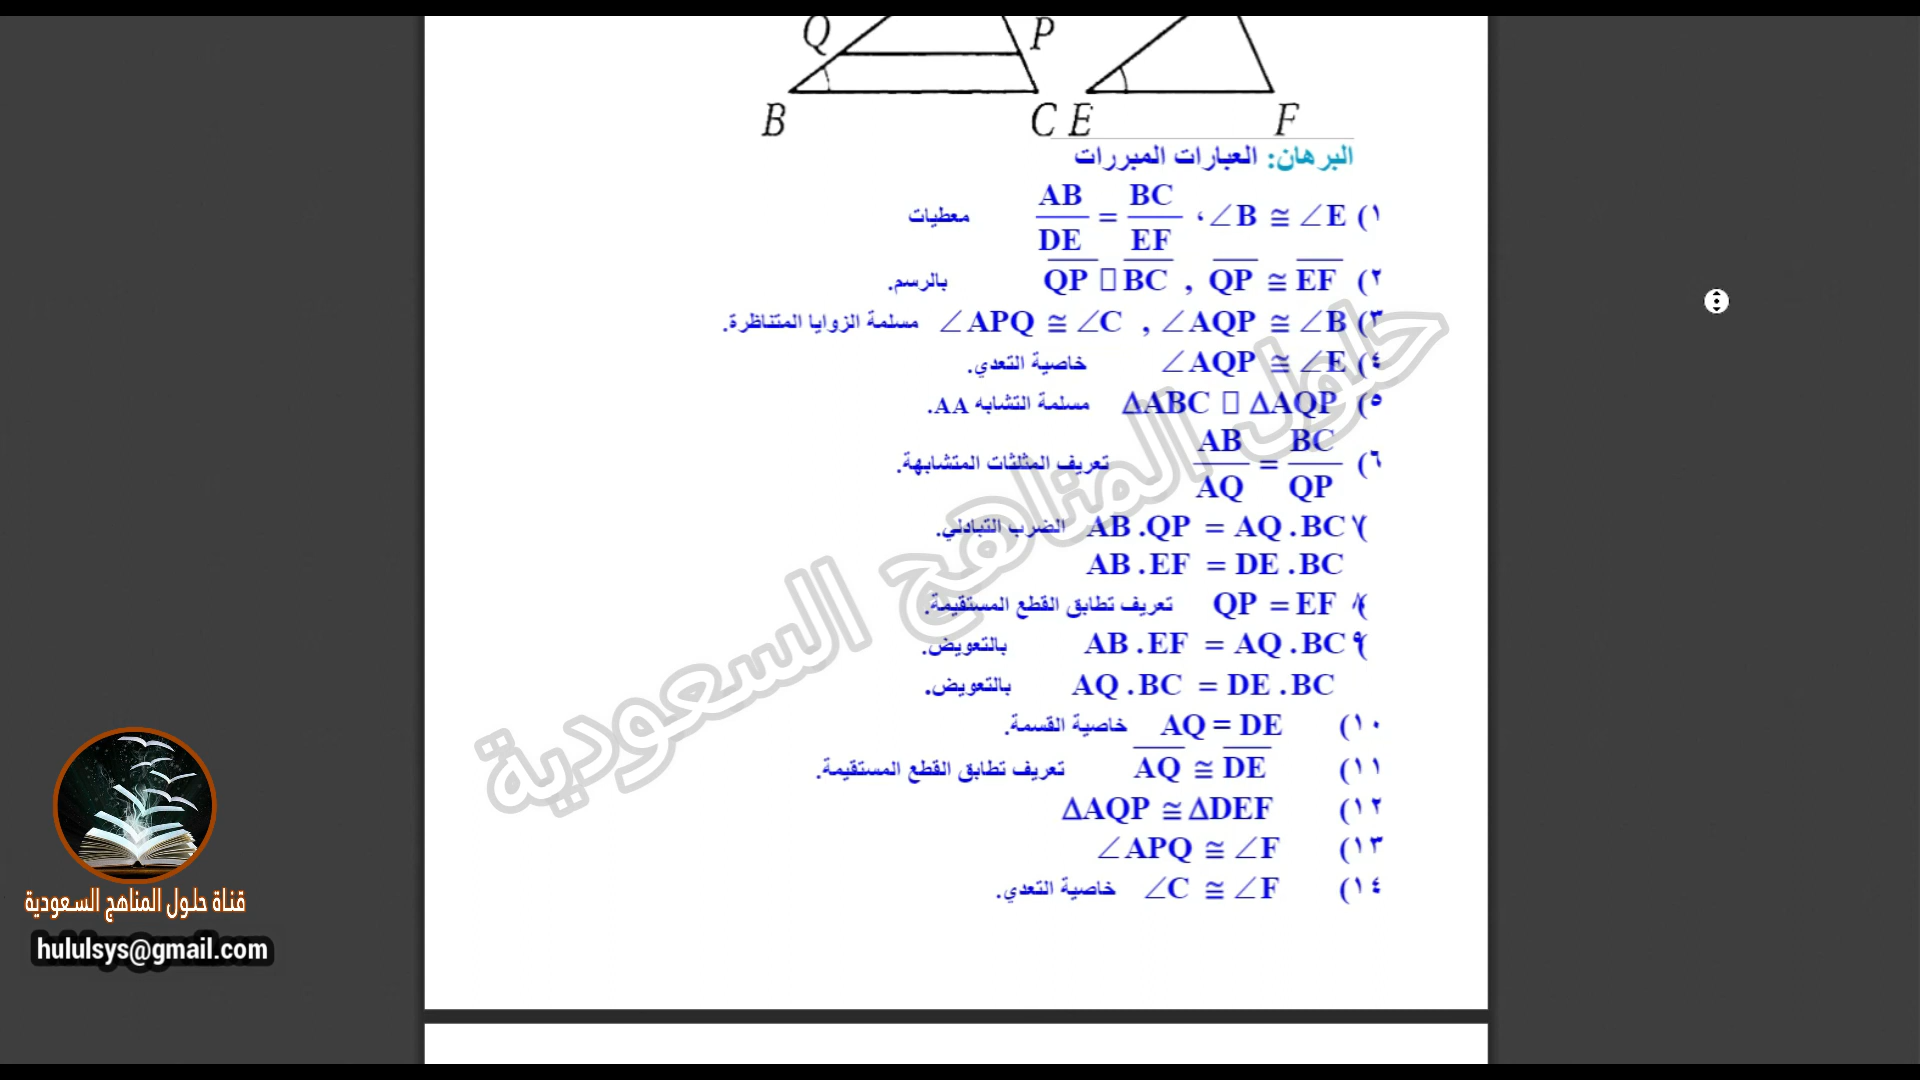 Q P
B C E F
البرهان: العبارات المبررات
١) ∠B ≅ ∠E ، AB/DE = BC/EF معطيات
٢) QP ▯ BC , QP ≅ EF بالرسم.
٣) ∠APQ ≅ ∠C , ∠AQP ≅ ∠B مسلمة الزوايا المتناظرة.
٤) ∠AQP ≅ ∠E خاصية التعدي.
٥) ΔABC ▯ ΔAQP مسلمة التشابه AA.
٦) AB/AQ = BC/QP تعريف المثلثات المتشابهة.
٧) AB .QP = AQ .BC الضرب التبادلي.
AB .EF = DE .BC
٨) QP = EF تعريف تطابق القطع المستقيمة.
٩) AB .EF = AQ .BC بالتعويض.
AQ .BC = DE .BC بالتعويض.
١٠) AQ = DE خاصية القسمة.
١١) AQ ≅ DE تعريف تطابق القطع المستقيمة.
١٢) ΔAQP ≅ ΔDEF
١٣) ∠APQ ≅ ∠F
١٤) ∠C ≅ ∠F خاصية التعدي.
حلول المناهج السعودية
قناة حلول المناهج السعودية
hululsys@gmail.com